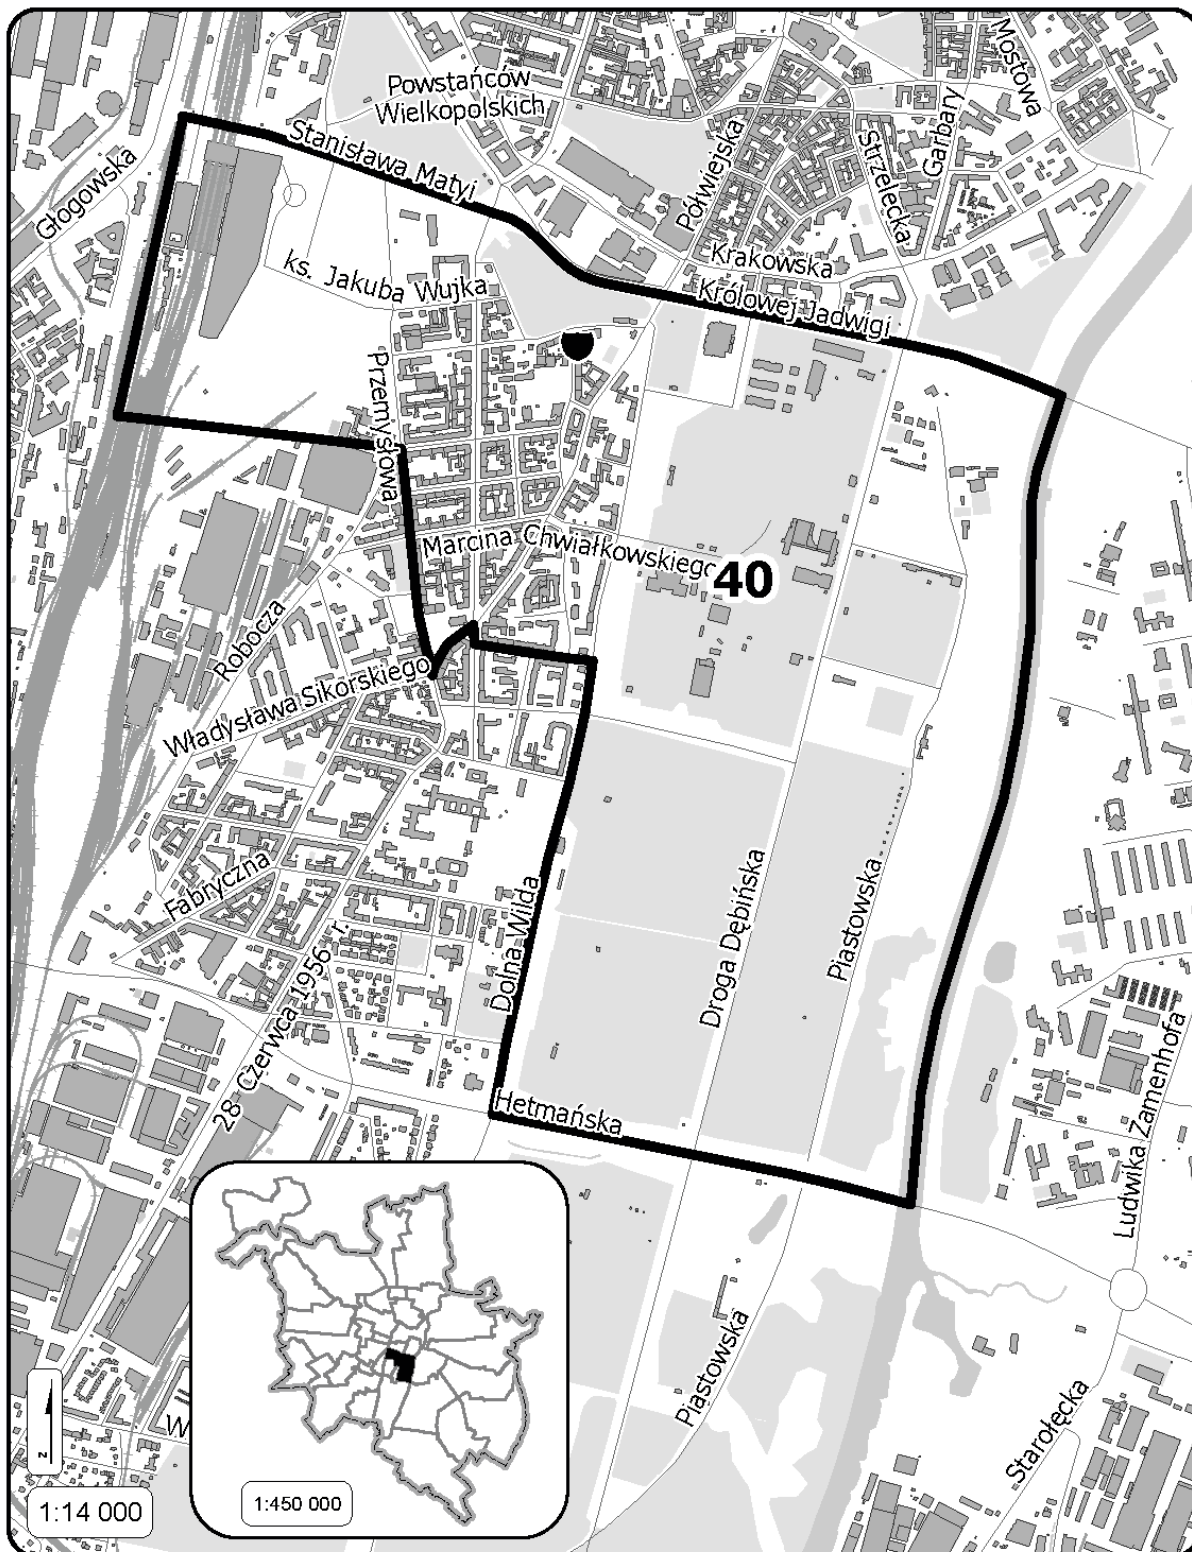 Powstańców
Wielkopolskich
Mostowa
Garbary
Strzelecka
Półwiejska
Stanisława Matyi
Głogowska
Krakowska
ks. Jakuba Wujka
Królowej Jadwigi
Przemysłowa
Marcina Chwiałkowskiego
40
Robocza
Władysława Sikorskiego
Fabryczna
Dolna Wilda
Droga Dębińska
Piastowska
28 Czerwca 1956 r.
Hetmańska
Ludwika Zamenhofa
Piastowska
Starołęcka
W
N
1:14 000
1:450 000